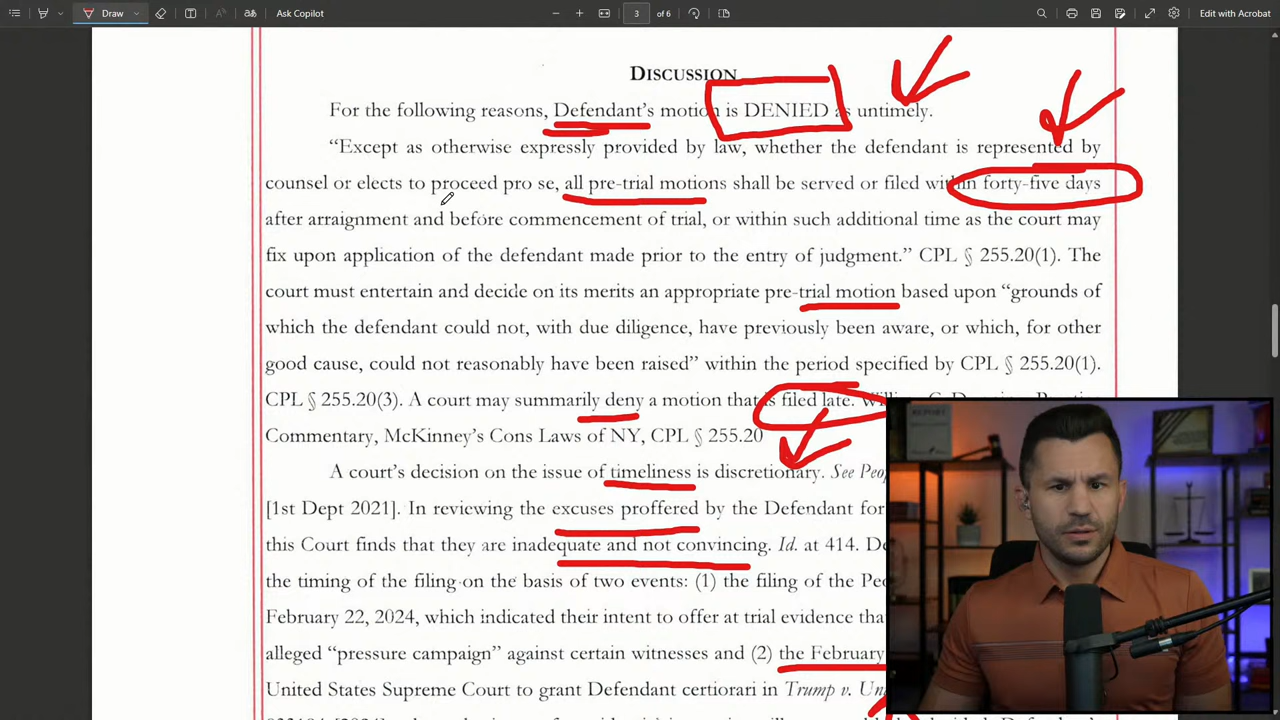 Draw
Ask Copilot
3 of 6
Edit with Acrobat
DISCUSSION
For the following reasons, Defendant's motion is DENIED as untimely.
"Except as otherwise expressly provided by law, whether the defendant is represented by
counsel or elects to proceed pro se, all pre-trial motions shall be served or filed within forty-five days
after arraignment and before commencement of trial, or within such additional time as the court may
fix upon application of the defendant made prior to the entry of judgment." CPL § 255.20(1). The
court must entertain and decide on its merits an appropriate pre-trial motion based upon "grounds of
which the defendant could not, with due diligence, have previously been aware, or which, for other
good cause, could not reasonably have been raised" within the period specified by CPL § 255.20(1).
CPL § 255.20(3). A court may summarily deny a motion that is filed late.
Commentary, McKinney's Cons Laws of NY, CPL § 255.20
A court's decision on the issue of timeliness is discretionary. See
[1st Dept 2021]. In reviewing the excuses proffered by the Defendant for
this Court finds that they are inadequate and not convincing. Id. at 414.
the timing of the filing on the basis of two events: (1) the filing of the
February 22, 2024, which indicated their intent to offer at trial evidence
alleged "pressure campaign" against certain witnesses and (2) the February
United States Supreme Court to grant Defendant certiorari in Trump v.
REPORT